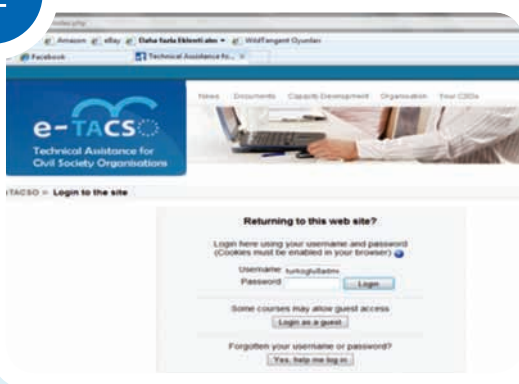 index.php
Amazon eBay Daha fazla Eklenti alın WildTangent Oyunları
Facebook Technical Assistance fo...
News Documents Capacity Development Organisation Your CSOs
e-TACSO
Technical Assistance for
Civil Society Organisations
TACSO Login to the site
Returning to this web site?
Login here using your username and password
(Cookies must be enabled in your browser)
Username
Password Login
Some courses may allow guest access
Login as a guest
Forgotten your username or password?
Yes, help me log in